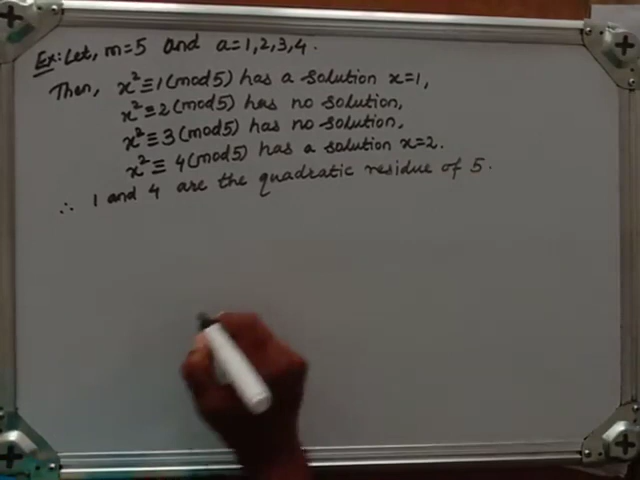 Ex: Let, m=5 and a=1,2,3,4.
Then, x²≡1(mod5) has a solution x=1,
x²≡2(mod5) has no solution,
x²≡3(mod5) has no solution,
x²≡4(mod5) has a solution x=2.
∴ 1 and 4 are the quadratic residue of 5.